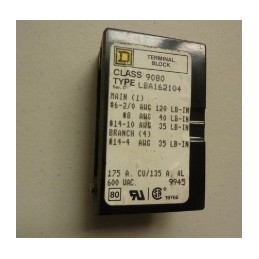 D
TERMINAL
BLOCK
CLASS 9080
TYPE LBA162104
MAIN (1)
#6-2/0 AWG 120 LB-IN
#8 AWG 40 LB-IN
#14-10 AWG 35 LB-IN
BRANCH (4)
#14-4 AWG 35 LB-IN
175 A. CU/135 A. AL
600 VAC. 9945
80